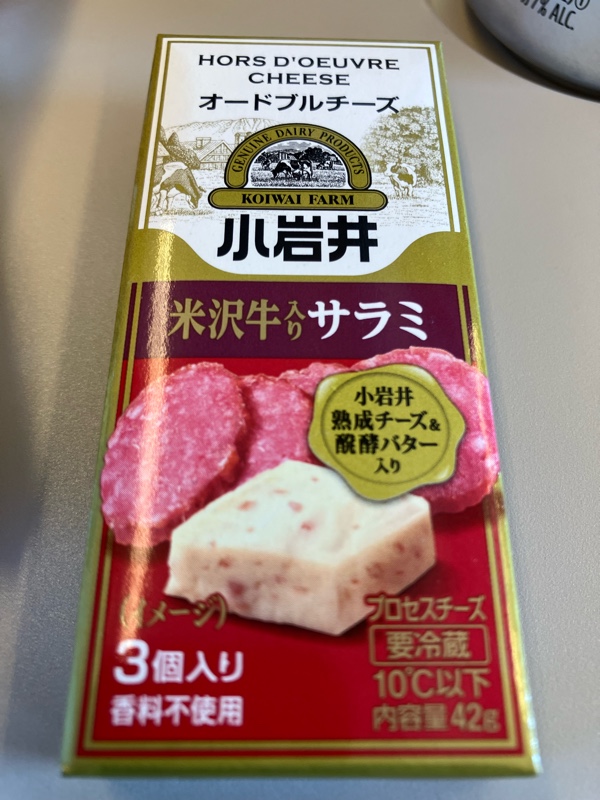 HORS D'OEUVRE
CHEESE
オードブルチーズ
GENUINE DAIRY PRODUCTS
KOIWAI FARM
小岩井
米沢牛入りサラミ
小岩井
熟成チーズ&
醗酵バター
入り
(イメージ)
3個入り
香料不使用
プロセスチーズ
要冷蔵
10℃以下
内容量42g
% ALC.